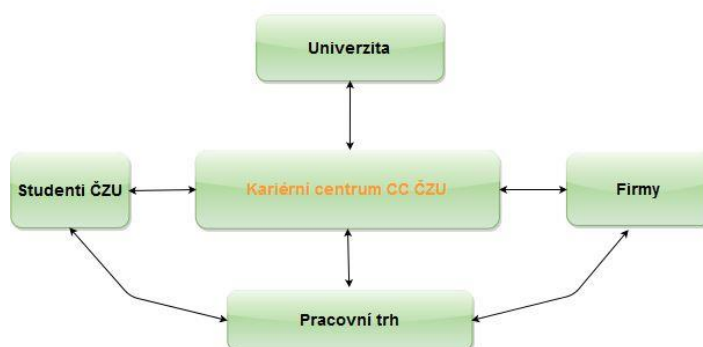 Univerzita
Studenti ČZU
Kariérní centrum CC ČZU
Firmy
Pracovní trh